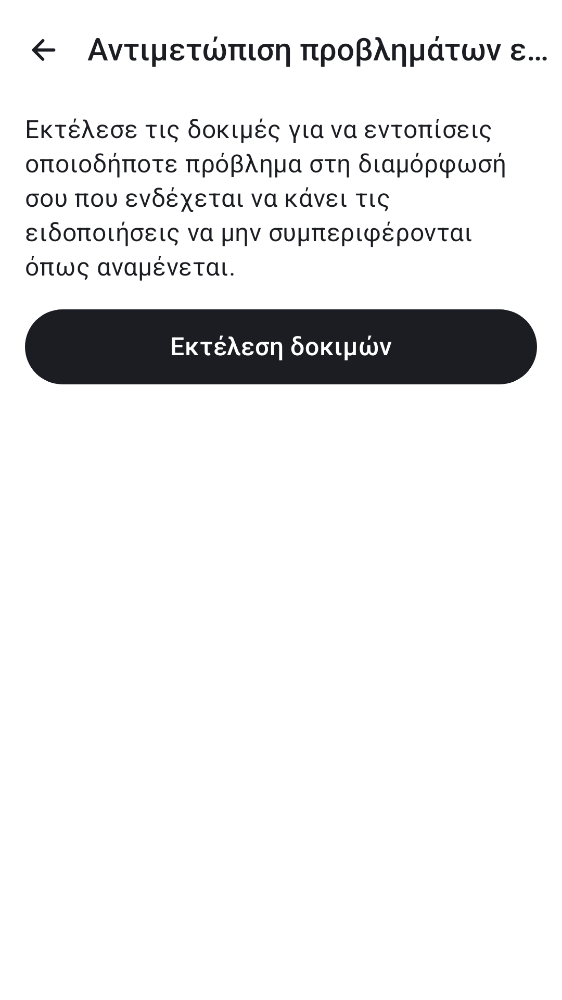 Αντιμετώπιση προβλημάτων ε...
Εκτέλεσε τις δοκιμές για να εντοπίσεις
οποιοδήποτε πρόβλημα στη διαμόρφωσή
σου που ενδέχεται να κάνει τις
ειδοποιήσεις να μην συμπεριφέρονται
όπως αναμένεται.
Εκτέλεση δοκιμών